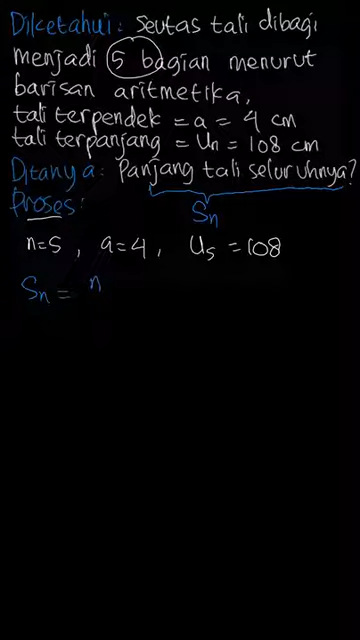 Diketahui: Seutas tali dibagi
menjadi 5 bagian menurut
barisan aritmetika,
tali terpendek = a = 4 cm
tali terpanjang = Un = 108 cm
Ditanya: Panjang tali seluruhnya?
Proses: Sn
n=5, a=4, U5 = 108
Sn = n